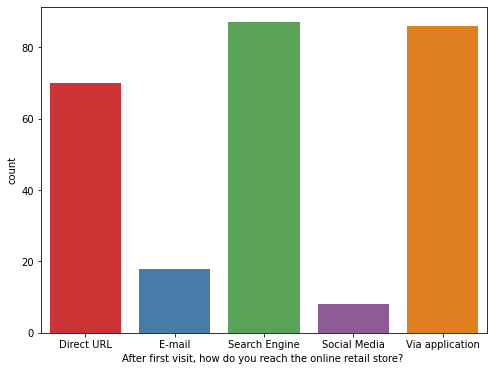 80
60
40
20
0
count
Direct URL E-mail Search Engine Social Media Via application
After first visit, how do you reach the online retail store?